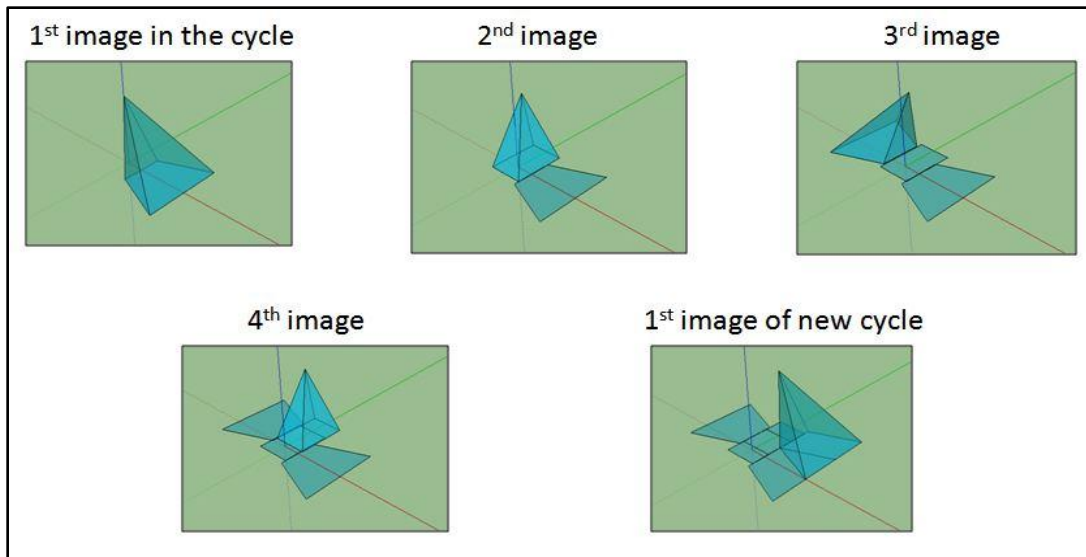 1st image in the cycle
2nd image
3rd image
4th image
1st image of new cycle